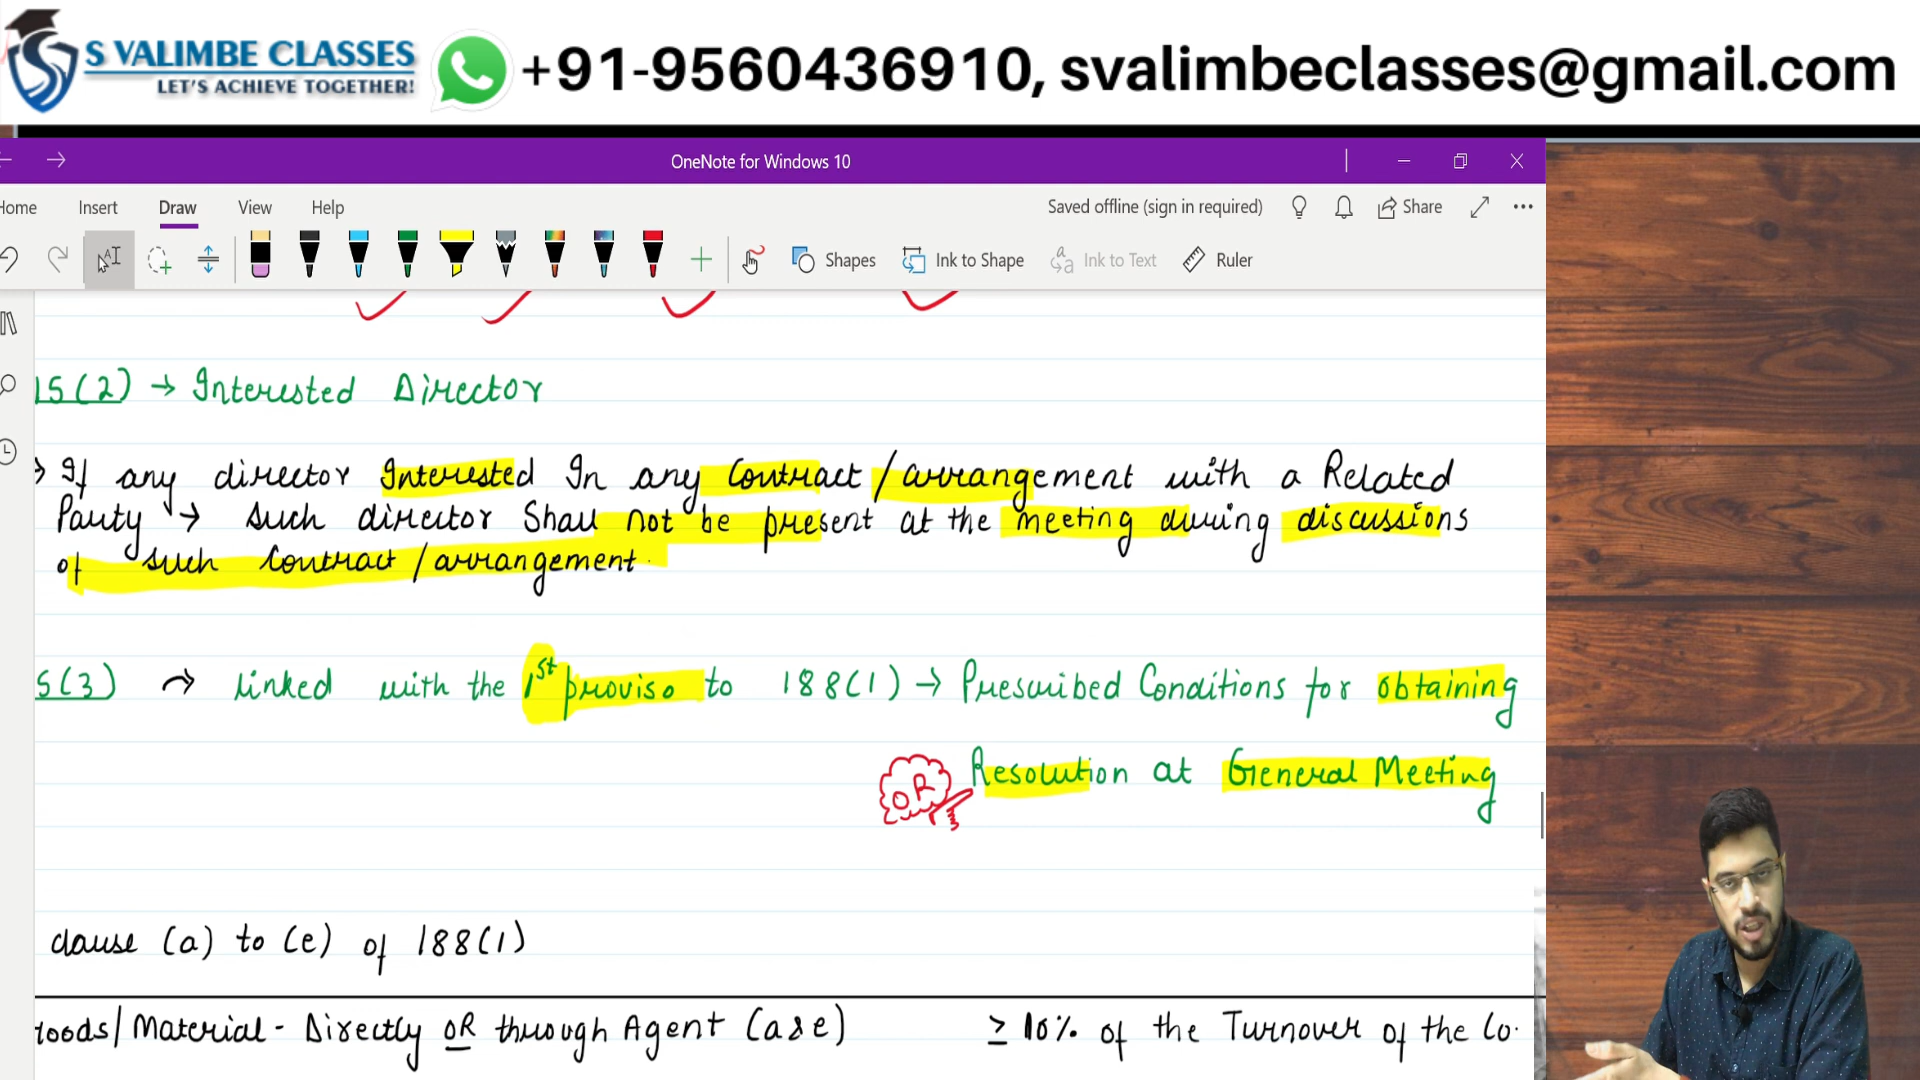 S VALIMBE CLASSES
LET'S ACHIEVE TOGETHER!
+91-9560436910, svalimbeclasses@gmail.com
OneNote for Windows 10
Home Insert Draw View Help
Saved offline (sign in required) Share
Shapes Ink to Shape Ink to Text Ruler
15(2) → Interested Director
→ If any director Interested In any Contract/arrangement with a Related
Party → such director Shall not be present at the meeting during discussions
of such Contract/arrangement.
5(3) → linked with the 1st proviso to 188(1) → Prescribed Conditions for obtaining
OR Resolution at General Meeting
clause (a) to (e) of 188(1)
Goods/Material - Directly OR through Agent (a&e) ≥ 10% of the Turnover of the Co.